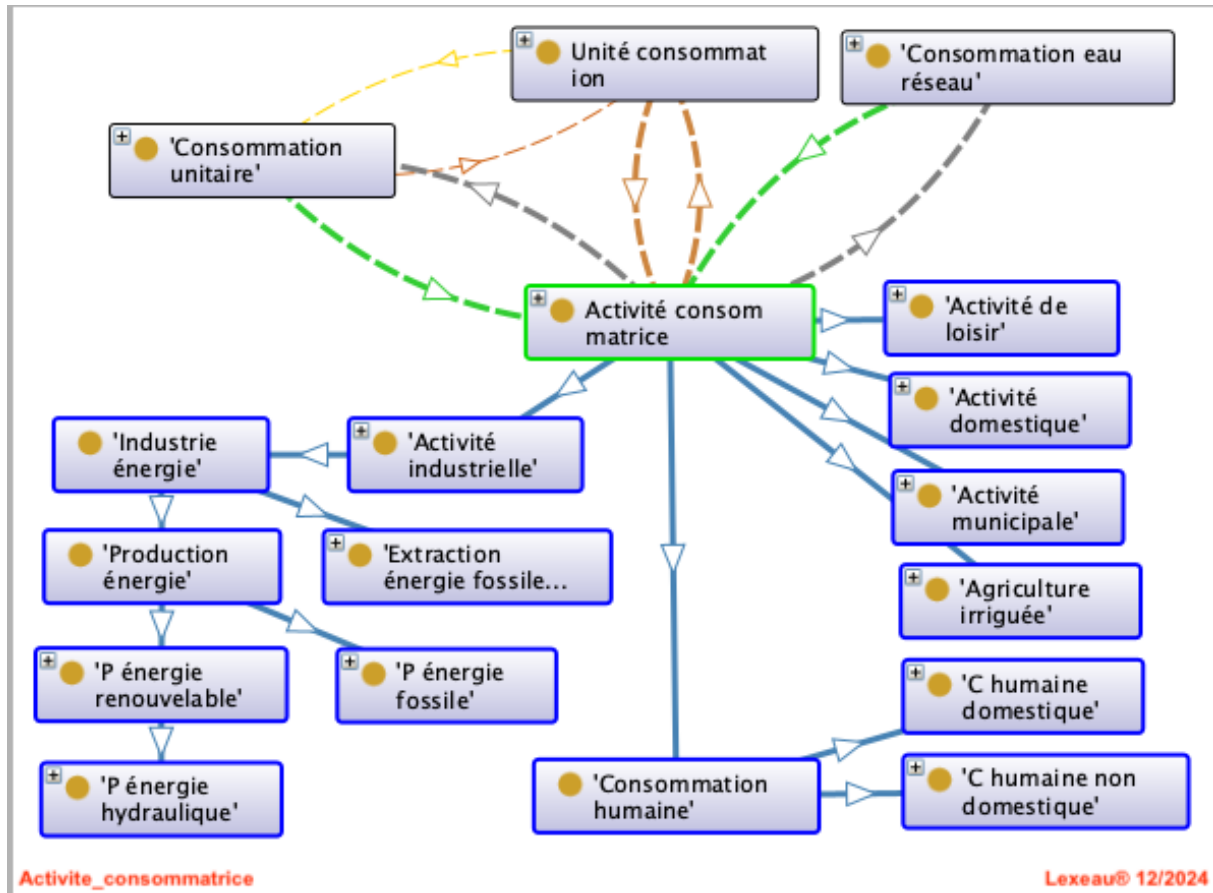 Unité consommat
ion
'Consommation eau
réseau'
'Consommation
unitaire'
Activité consom
matrice
'Activité de
loisir'
'Activité
domestique'
'Industrie
énergie'
'Activité
industrielle'
'Activité
municipale'
'Production
énergie'
'Extraction
énergie fossile...
'Agriculture
irriguée'
'P énergie
renouvelable'
'P énergie
fossile'
'C humaine
domestique'
'P énergie
hydraulique'
'Consommation
humaine'
'C humaine non
domestique'
Activite_consommatrice
Lexeau® 12/2024